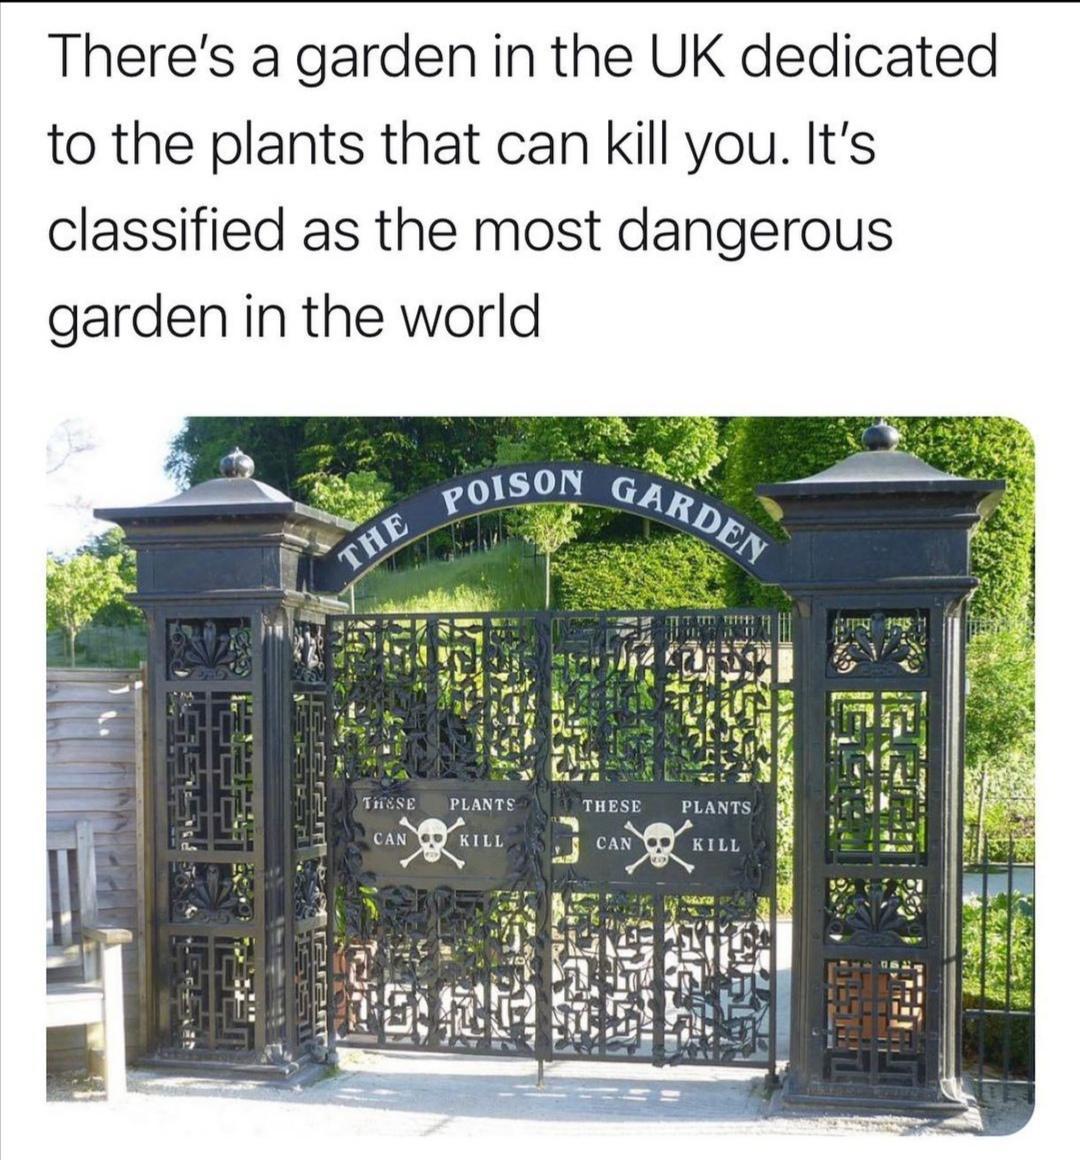 There's a garden in the UK dedicated
to the plants that can kill you. It's
classified as the most dangerous
garden in the world
THE POISON GARDEN
THESE PLANTS
CAN KILL
THESE PLANTS
CAN KILL